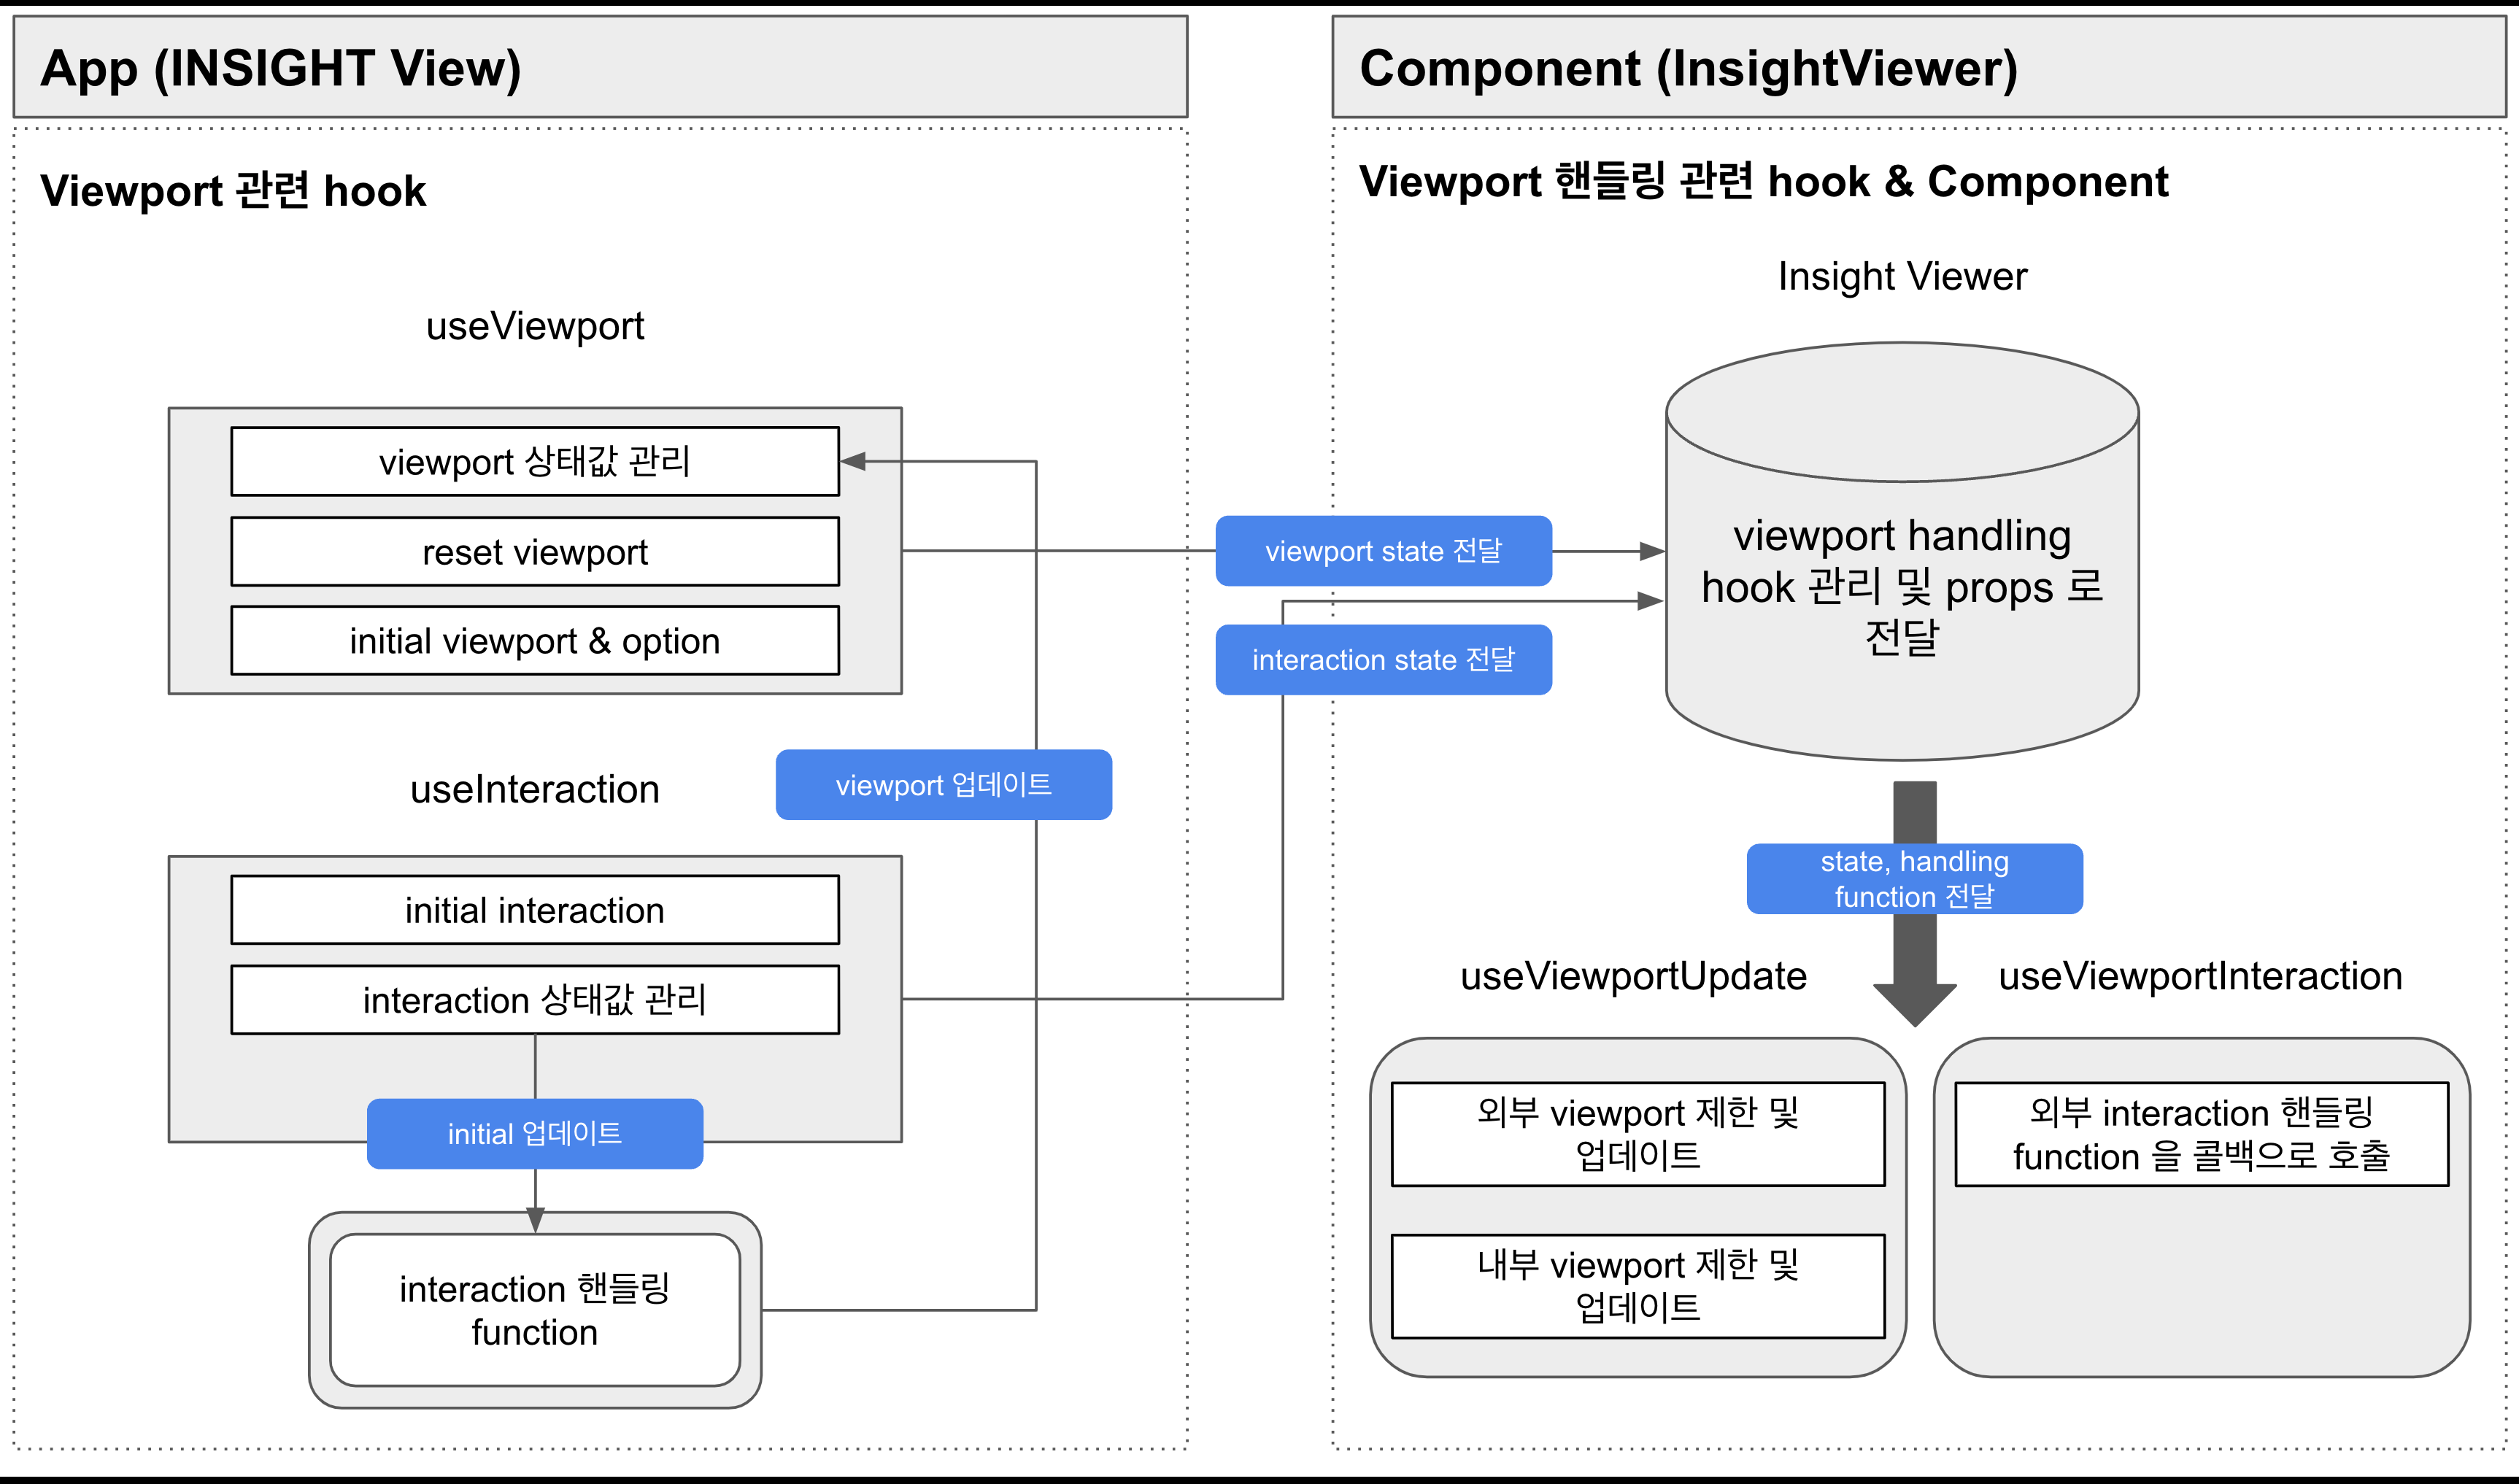 App (INSIGHT View)
Viewport 관련 hook
useViewport
viewport 상태값 관리
reset viewport
initial viewport & option
useInteraction
viewport 업데이트
initial interaction
interaction 상태값 관리
initial 업데이트
interaction 핸들링
function
viewport state 전달
interaction state 전달
Component (InsightViewer)
Viewport 핸들링 관련 hook & Component
Insight Viewer
viewport handling
hook 관리 및 props 로
전달
state, handling
function 전달
useViewportUpdate
외부 viewport 제한 및
업데이트
내부 viewport 제한 및
업데이트
useViewportInteraction
외부 interaction 핸들링
function 을 콜백으로 호출